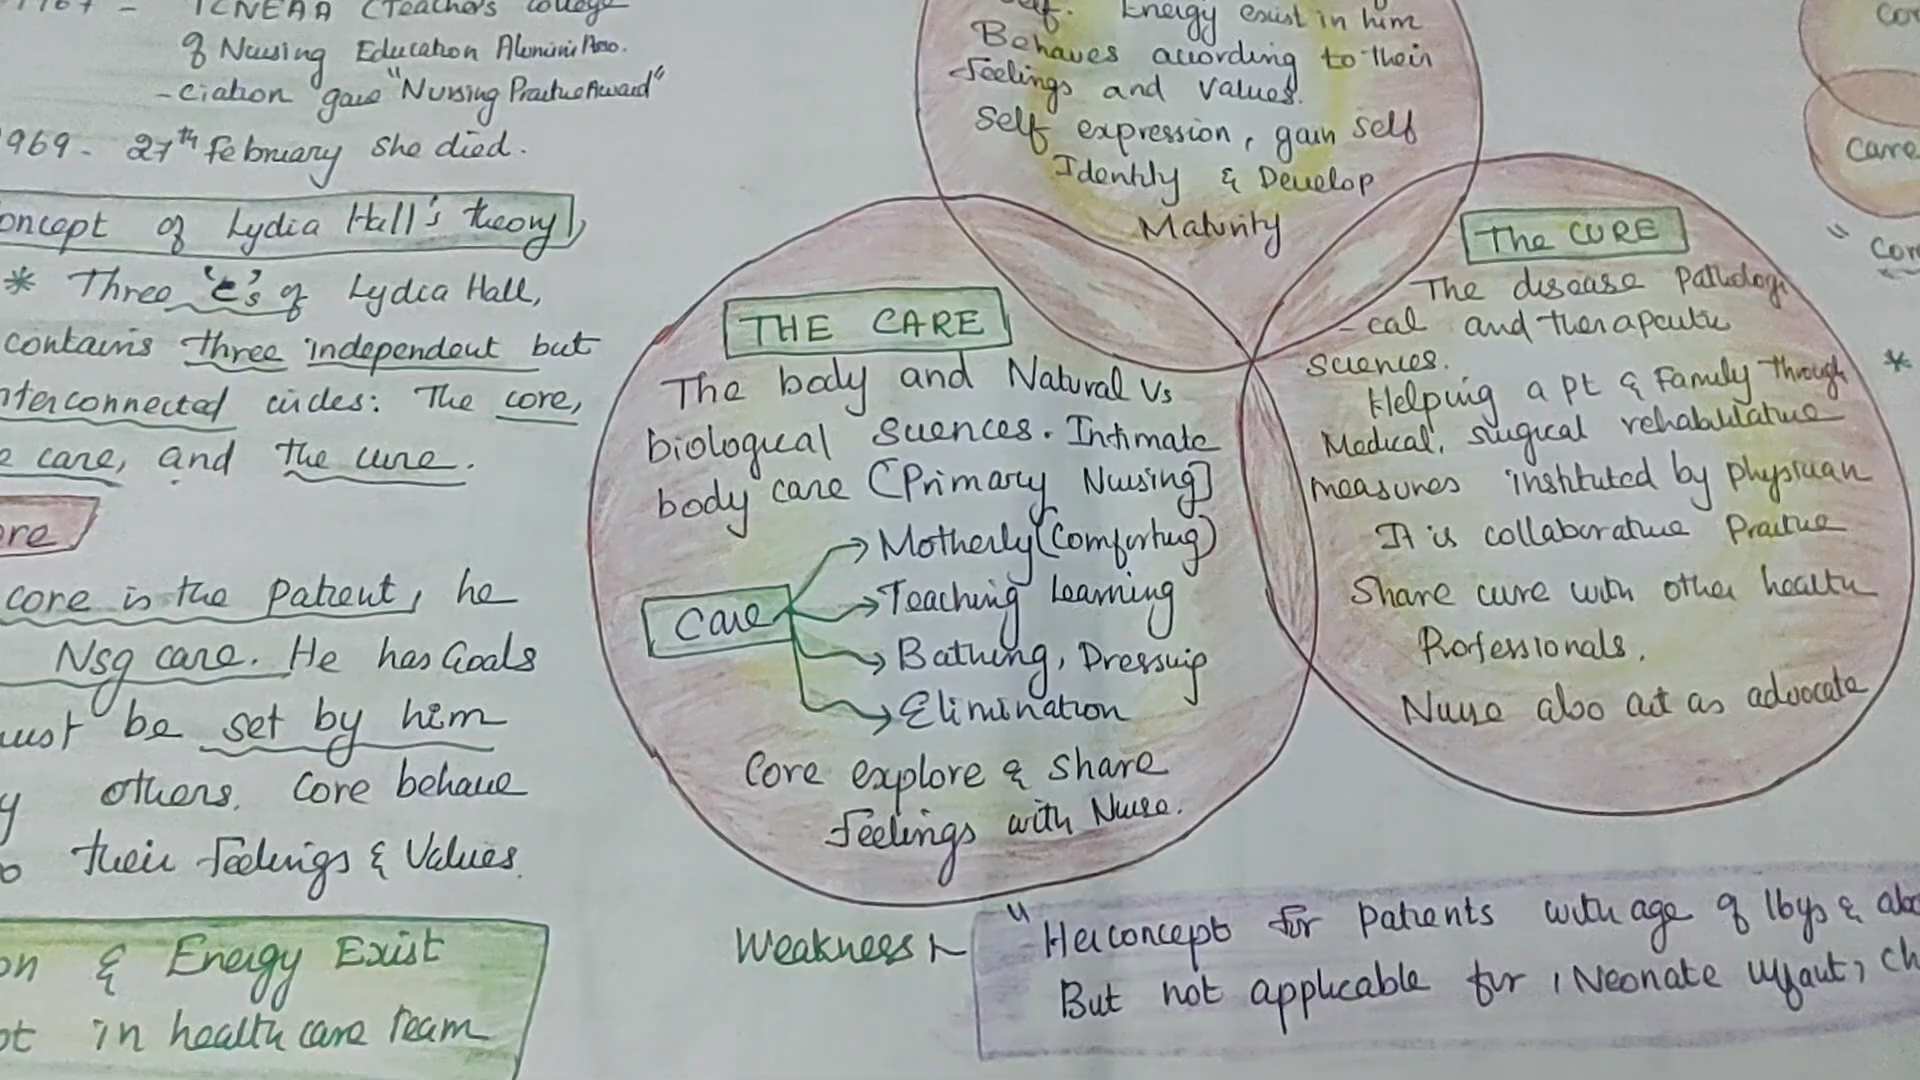 1967 - TCNEAA (Teachers college
of Nursing Education Alumini Asso.
-ciation gave "Nursing Practice Award"
1969 - 27th february she died.
oncept of Lydia Hall's theory,
* Three 'C's of Lydia Hall,
contains three independent but
nterconnected circles: The core,
e care, and the cure.
ore
core is the patient, he
Nsg care. He has Goals
ust be set by him
y others. Core behave
o their feelings & Values.
on & Energy Exist
ot in health care team
self. Energy exist in him
Behaves according to their
feelings and values.
Self expression, gain self
Identity & Develop
Maturity
THE CARE
The body and Natural Vs
biological sciences. Intimate
body care (Primary Nursing]
Care
Motherly (Comforting)
Teaching Learning
Bathing, Dressing
Elimination
Core explore & share
feelings with Nurse.
The CURE
The disease Pathologi
-cal and therapeutic
sciences.
Helping a pt & Family through
Medical, sugical rehabilitative
measures instituted by physician
It is collaborative Practice
Share cure with other health
Professionals.
Nurse also act as advocate
Cor
Care
" Cor
*
Weakness
"Her concept for patients with age of 16ys & abo
But not applicable for, Neonate Infant, Ch